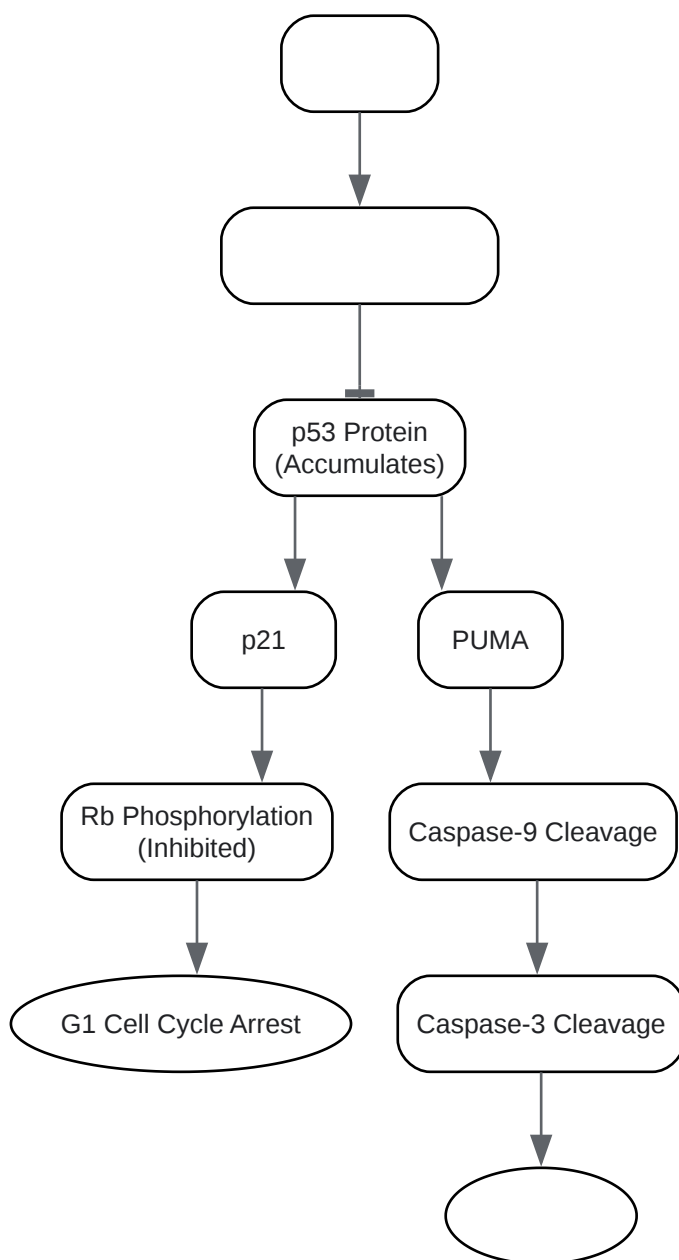 p53 Protein
(Accumulates)
p21
PUMA
Rb Phosphorylation
(Inhibited)
Caspase-9 Cleavage
G1 Cell Cycle Arrest
Caspase-3 Cleavage